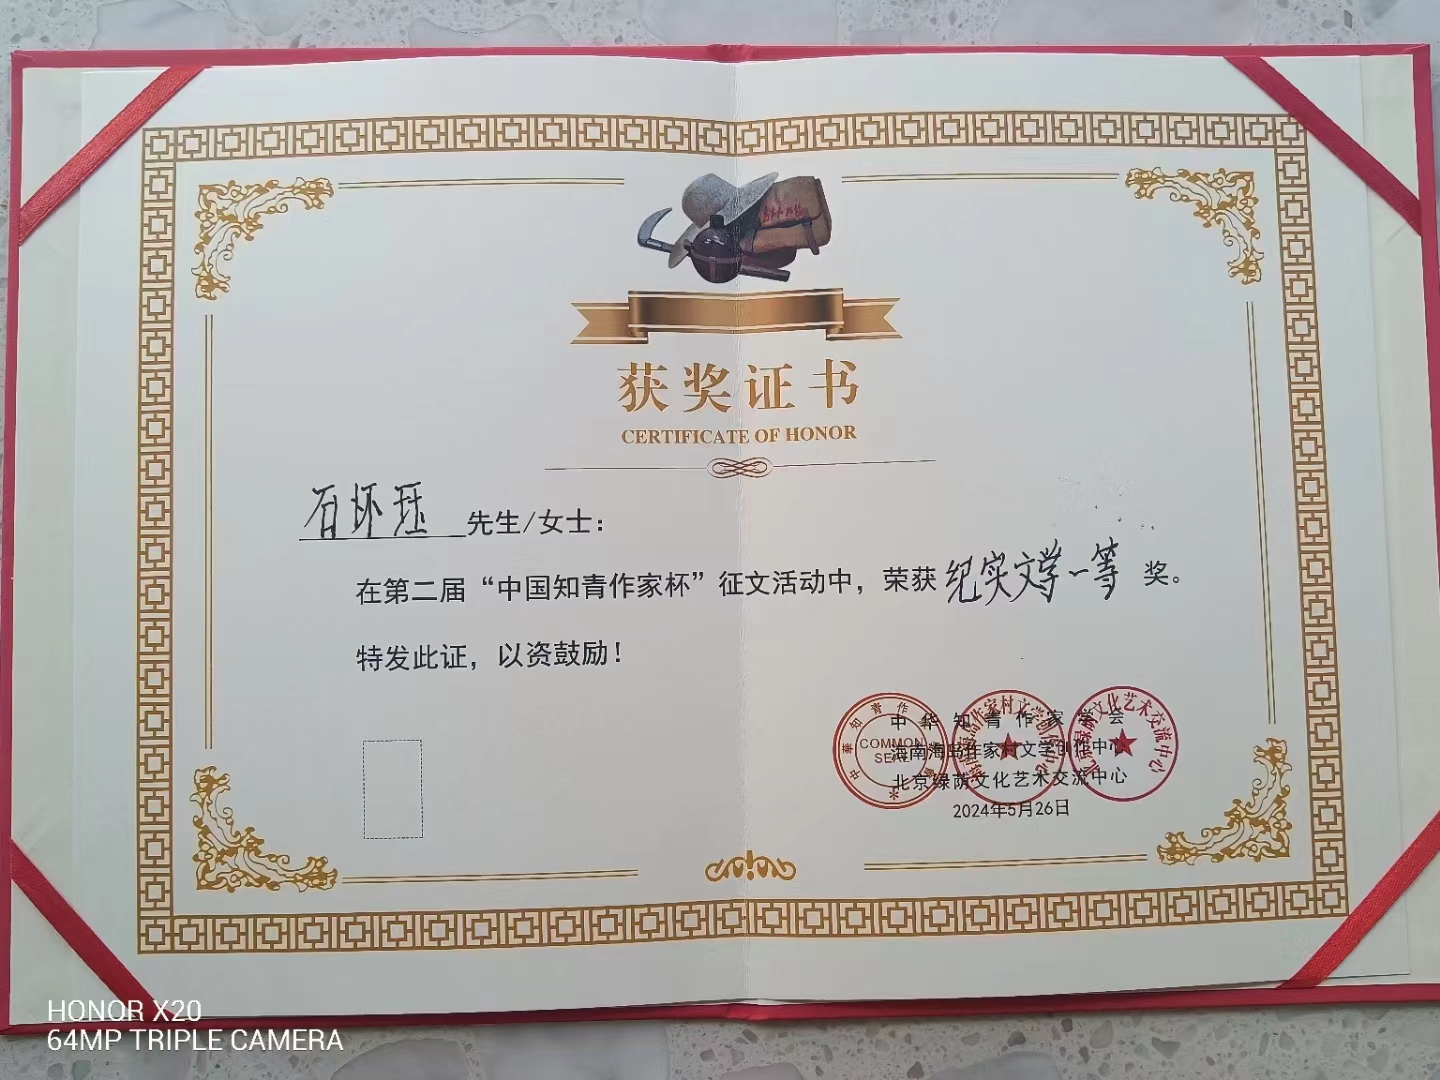 获奖证书
CERTIFICATE OF HONOR
石怀珏 先生/女士：
在第二届“中国知青作家杯”征文活动中，荣获纪实文学一等奖。
特发此证，以资鼓励！
中华知青作家学会
海南海岛作家村文学创作中心
北京绿荫文化艺术交流中心
2024年5月26日
COMMON
SEAL
HONOR X20
64MP TRIPLE CAMERA